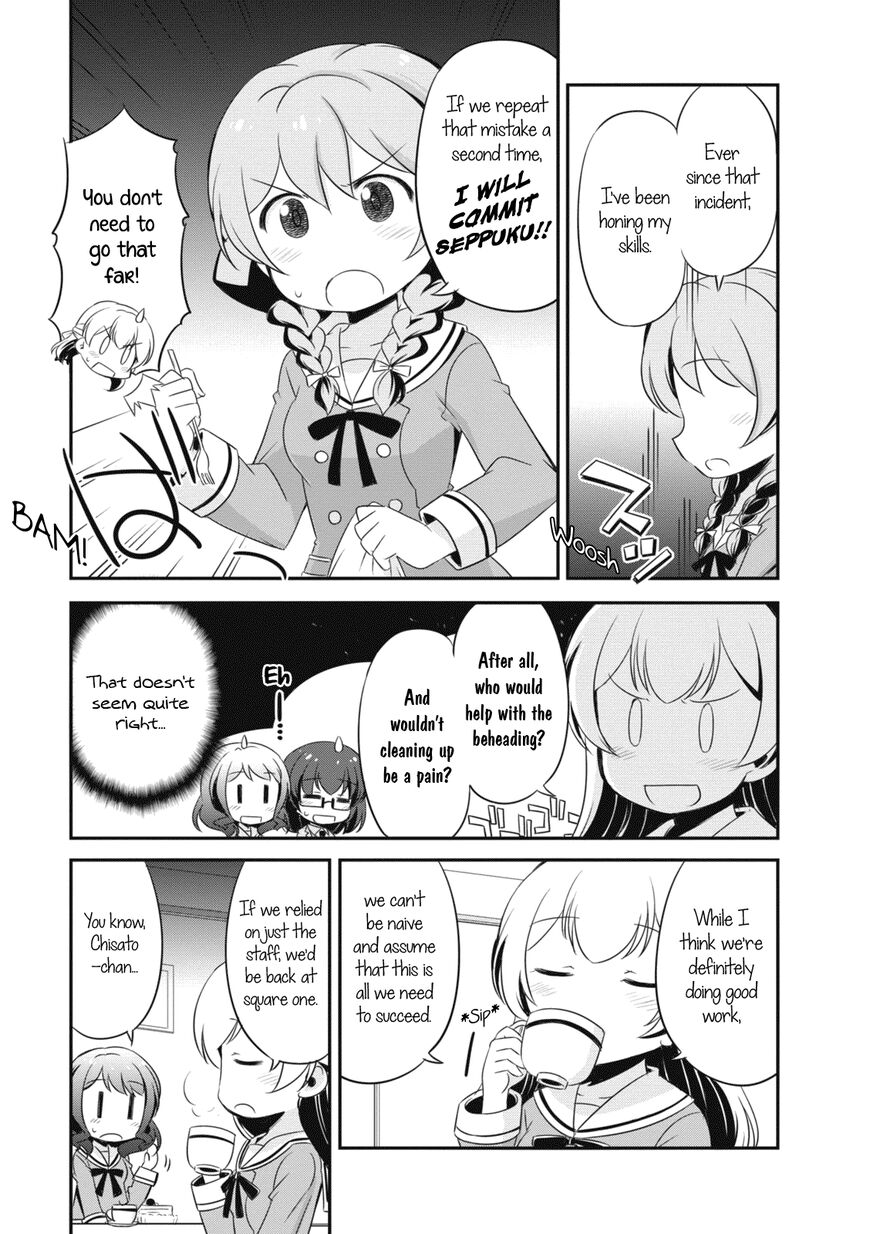 Ever
since that
incident,
I've been
honing my
skills.
ズッ
Woosh
If we repeat
that mistake a
second time,
I WILL
COMMIT
SEPPUKU!!
You don't
need to
go that
far!
BAM!
After all,
who would
help with the
beheading?
And
wouldn't
cleaning up
be a pain?
Eh
...
That doesn't
seem quite
right...
While I
think we're
definitely
doing good
work,
we can't
be naive
and assume
that this is
all we need
to succeed.
*Sip*
If we relied
on just the
staff, we'd
be back at
square one.
You know,
Chisato
-chan...